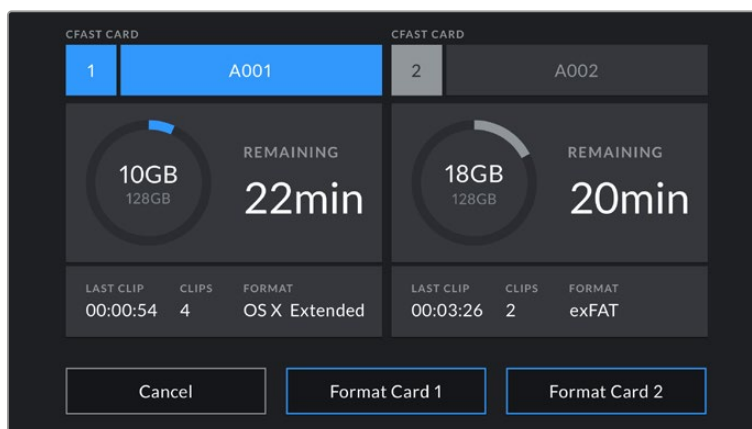 CFAST CARD
1
A001
10GB
128GB
REMAINING
22min
LAST CLIP CLIPS FORMAT
00:00:54 4 OS X Extended
CFAST CARD
2
A002
18GB
128GB
REMAINING
20min
LAST CLIP CLIPS FORMAT
00:03:26 2 exFAT
Cancel
Format Card 1
Format Card 2